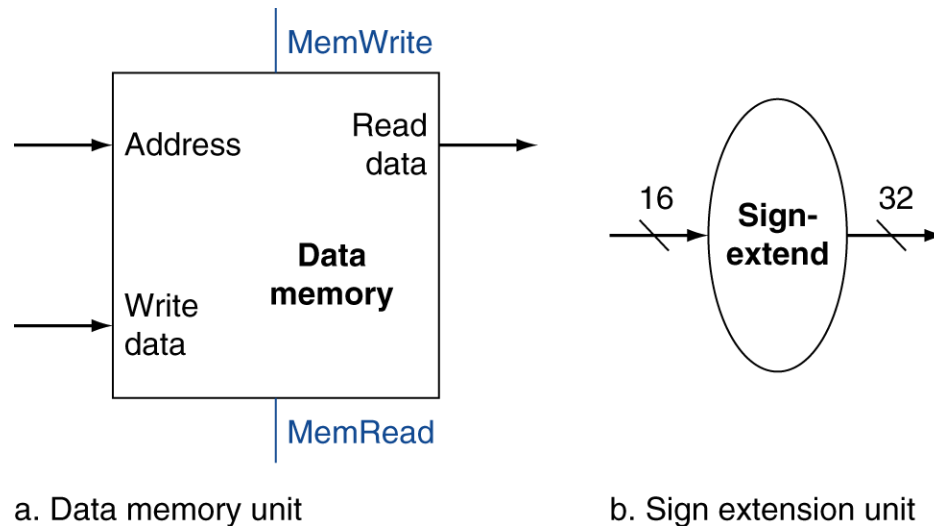 MemWrite
Address
Read
data
Data
memory
Write
data
MemRead
a. Data memory unit
16
Sign-
extend
32
b. Sign extension unit